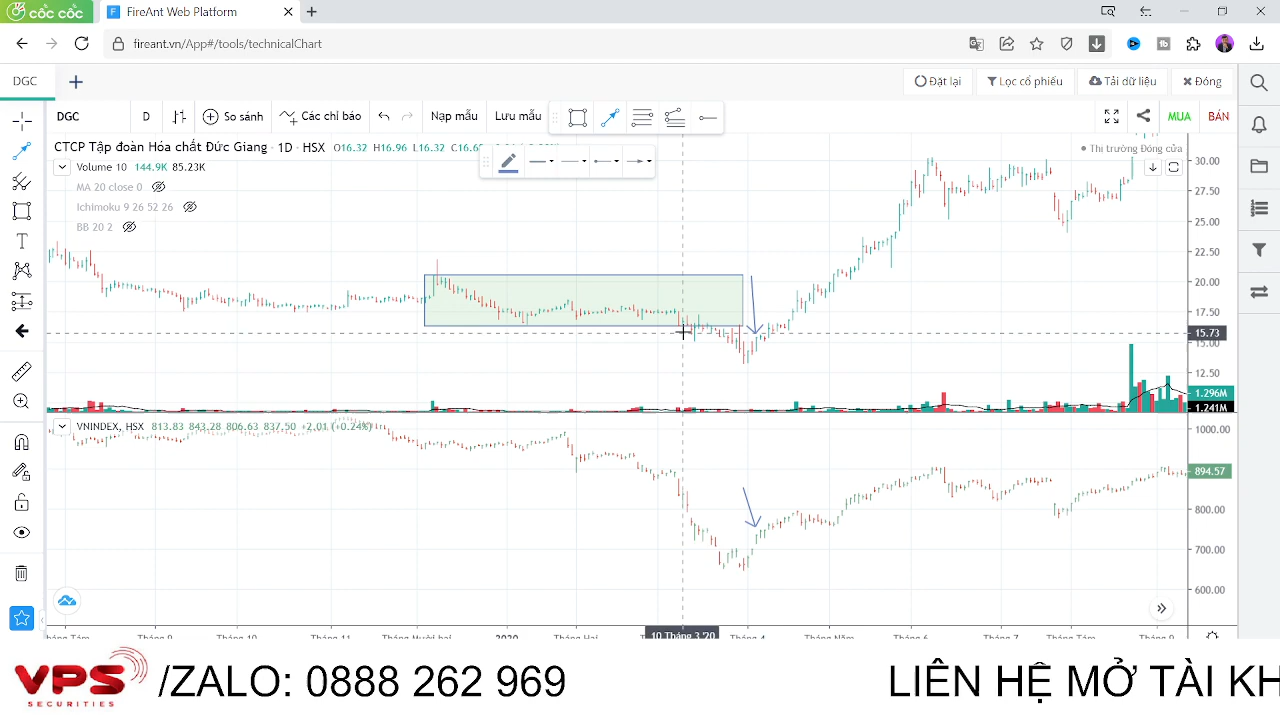 cốc cốc
FireAnt Web Platform
fireant.vn/App#/tools/technicalChart
DGC
Đặt lại
Lọc cổ phiếu
Tải dữ liệu
Đóng
DGC
D
So sánh
Các chỉ báo
Nạp mẫu
Lưu mẫu
MUA
BÁN
CTCP Tập đoàn Hóa chất Đức Giang · 1D · HSX O16.32 H16.96 L16.32
Thị trường Đóng cửa
Volume 10 144.9K 85.23K
MA 20 close 0
Ichimoku 9 26 52 26
BB 20 2
30.00
27.50
25.00
22.50
20.00
17.50
15.73
15.00
12.50
1.296M
1.241M
VNINDEX, HSX 813.83 843.28 806.63 837.50 +2.01 (+0.24%)
1000.00
894.57
800.00
700.00
600.00
Tháng 9
Tháng 10
Tháng 11
Tháng Mười hai
2020
Tháng Hai
10 Tháng 3 '20
Tháng 4
Tháng Năm
Tháng 6
Tháng 7
Tháng Tám
Tháng 9
VPS
SECURITIES
/ZALO: 0888 262 969
LIÊN HỆ MỞ TÀI KH